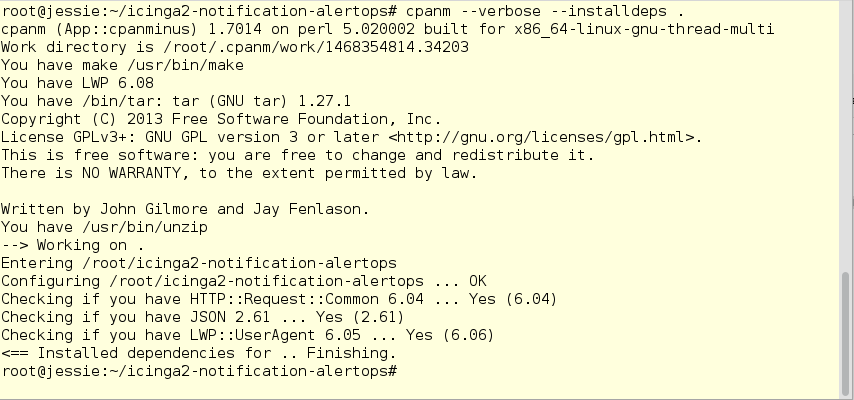 root@jessie:~/icinga2-notification-alertops# cpanm --verbose --installdeps .
cpanm (App::cpanminus) 1.7014 on perl 5.020002 built for x86_64-linux-gnu-thread-multi
Work directory is /root/.cpanm/work/1468354814.34203
You have make /usr/bin/make
You have LWP 6.08
You have /bin/tar: tar (GNU tar) 1.27.1
Copyright (C) 2013 Free Software Foundation, Inc.
License GPLv3+: GNU GPL version 3 or later <http://gnu.org/licenses/gpl.html>.
This is free software: you are free to change and redistribute it.
There is NO WARRANTY, to the extent permitted by law.
Written by John Gilmore and Jay Fenlason.
You have /usr/bin/unzip
--> Working on .
Entering /root/icinga2-notification-alertops
Configuring /root/icinga2-notification-alertops ... OK
Checking if you have HTTP::Request::Common 6.04 ... Yes (6.04)
Checking if you have JSON 2.61 ... Yes (2.61)
Checking if you have LWP::UserAgent 6.05 ... Yes (6.06)
<== Installed dependencies for .. Finishing.
root@jessie:~/icinga2-notification-alertops#